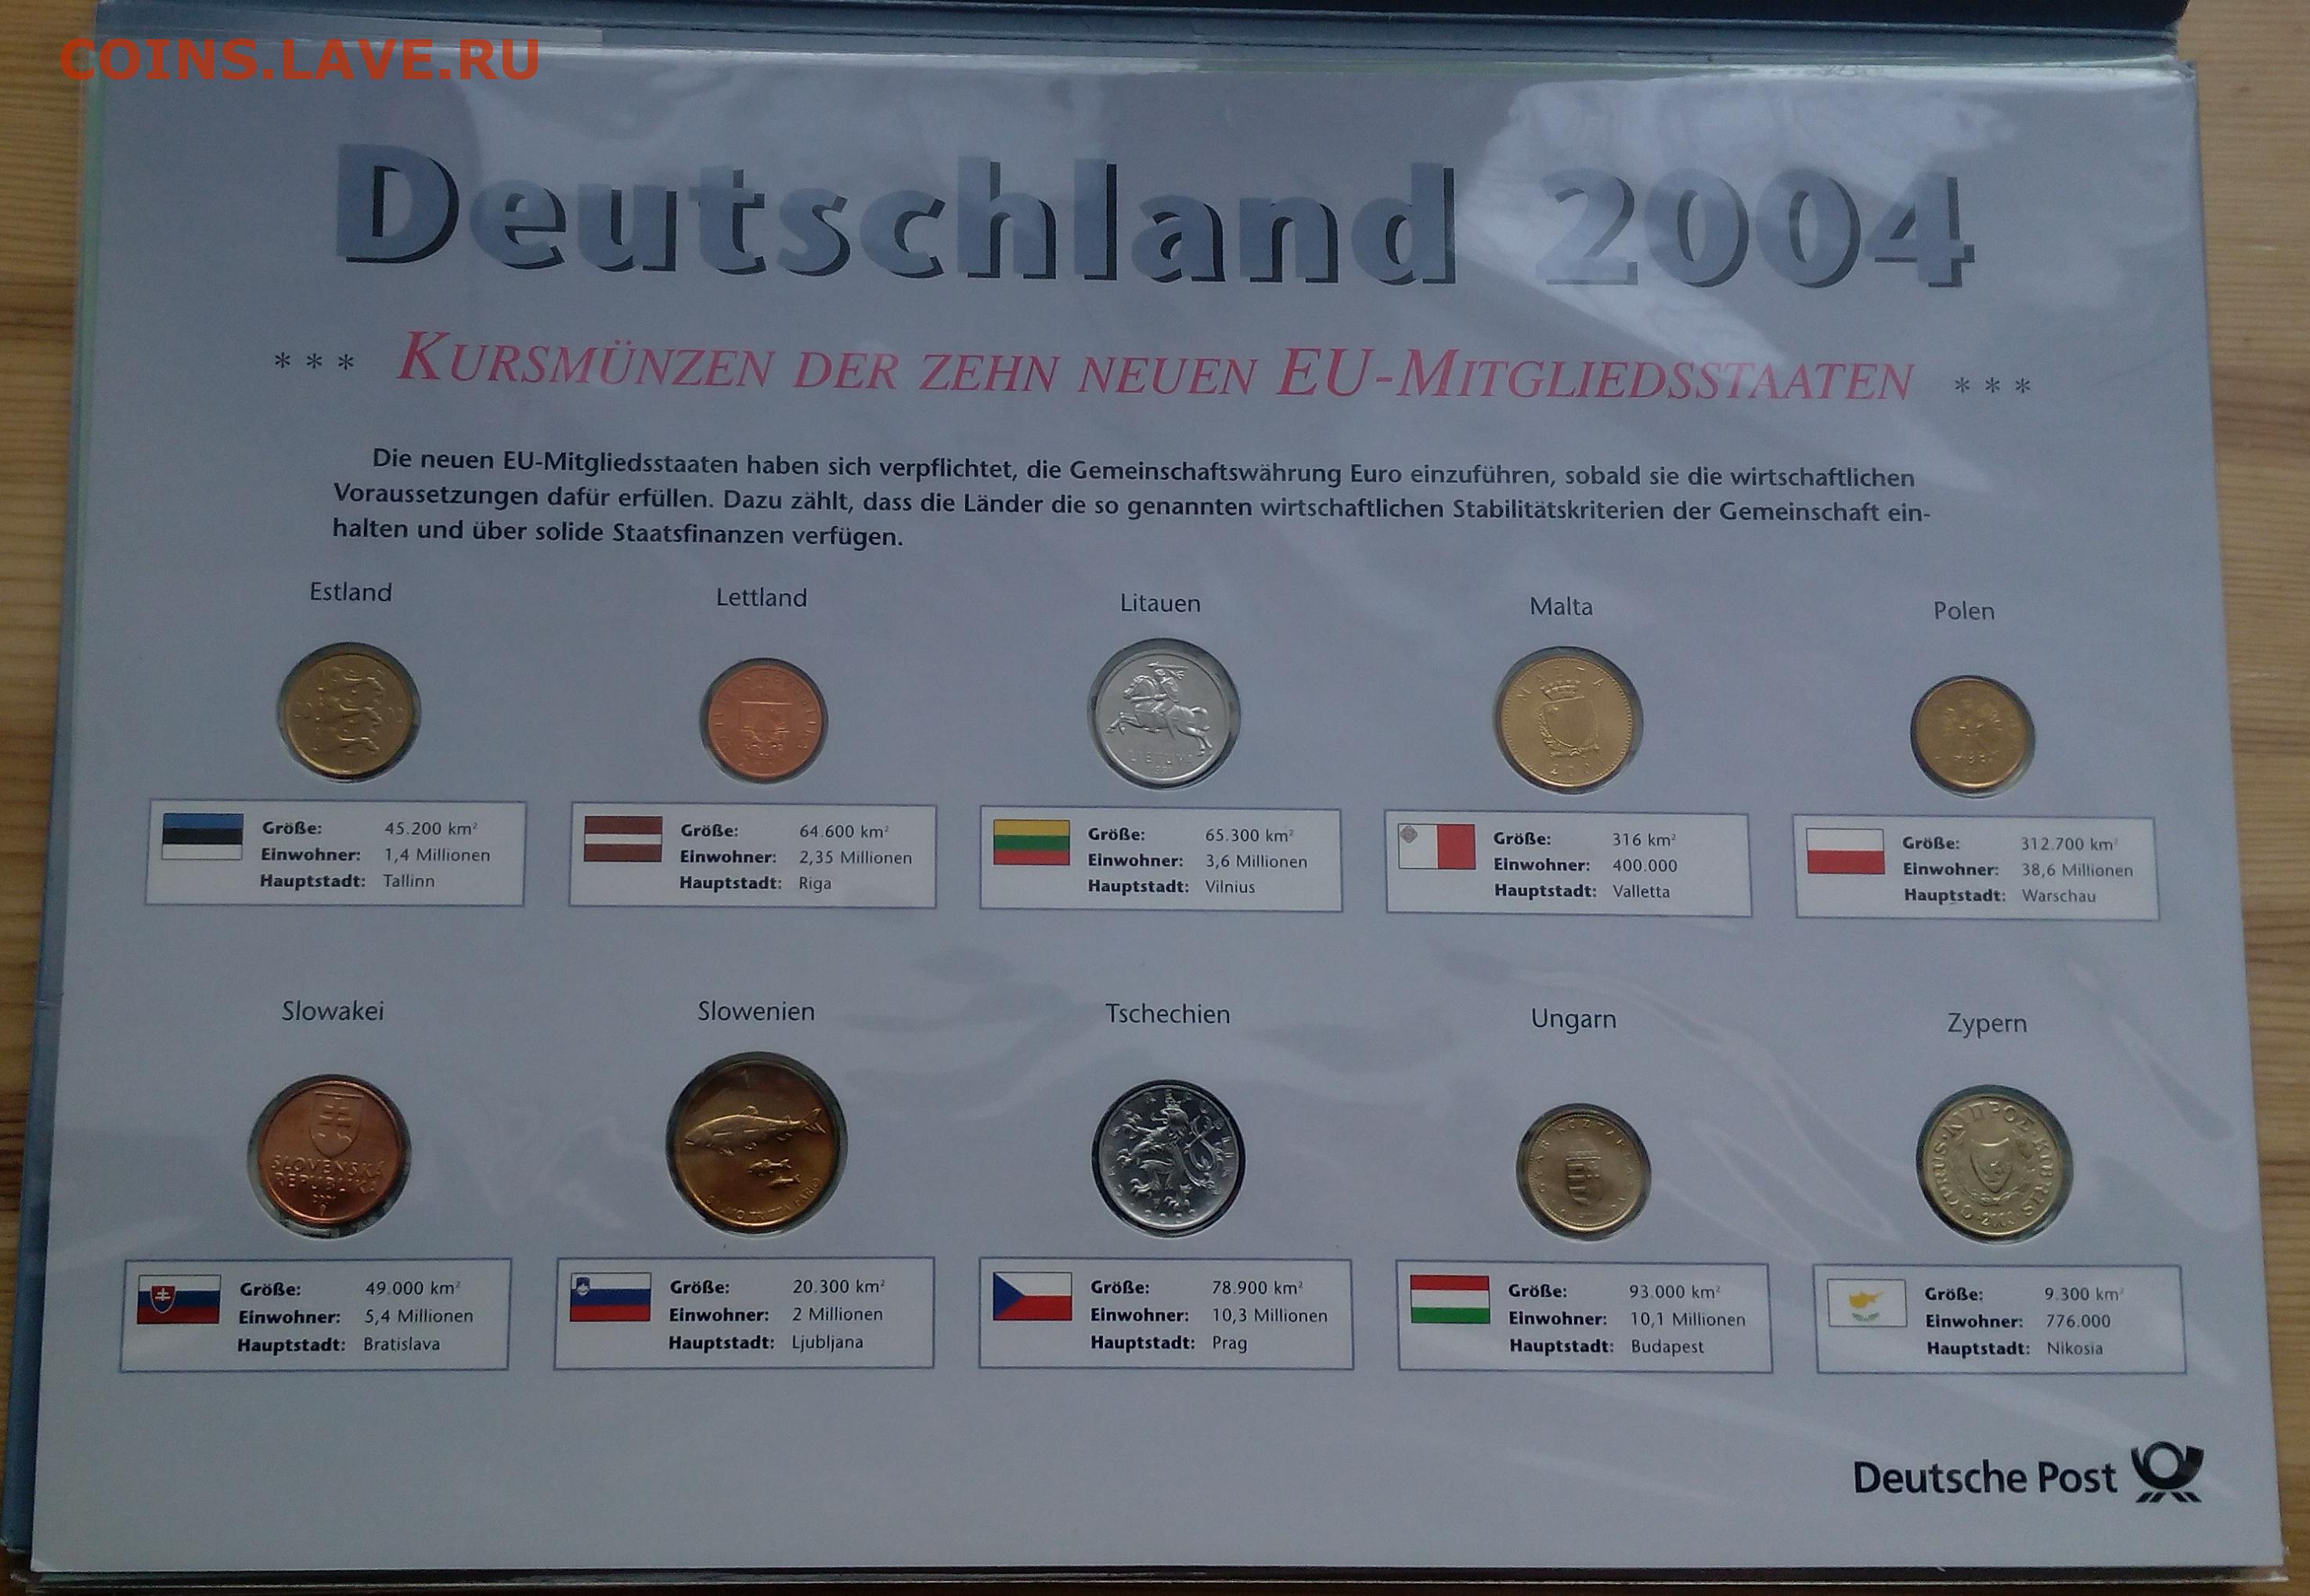 COINS.LAVE.RU
Deutschland 2004
*** KURSMÜNZEN DER ZEHN NEUEN EU-MITGLIEDSSTAATEN ***
Die neuen EU-Mitgliedsstaaten haben sich verpflichtet, die Gemeinschaftswährung Euro einzuführen, sobald sie die wirtschaftlichen
Voraussetzungen dafür erfüllen. Dazu zählt, dass die Länder die so genannten wirtschaftlichen Stabilitätskriterien der Gemeinschaft ein-
halten und über solide Staatsfinanzen verfügen.
Estland
Größe: 45.200 km²
Einwohner: 1,4 Millionen
Hauptstadt: Tallinn
Lettland
Größe: 64.600 km²
Einwohner: 2,35 Millionen
Hauptstadt: Riga
Litauen
LIETUVA
Größe: 65.300 km²
Einwohner: 3,6 Millionen
Hauptstadt: Vilnius
Malta
MALTA
Größe: 316 km²
Einwohner: 400.000
Hauptstadt: Valletta
Polen
Größe: 312.700 km²
Einwohner: 38,6 Millionen
Hauptstadt: Warschau
Slowakei
SLOVENSKÁ
REPUBLIKA
Größe: 49.000 km²
Einwohner: 5,4 Millionen
Hauptstadt: Bratislava
Slowenien
Größe: 20.300 km²
Einwohner: 2 Millionen
Hauptstadt: Ljubljana
Tschechien
Größe: 78.900 km²
Einwohner: 10,3 Millionen
Hauptstadt: Prag
Ungarn
Größe: 93.000 km²
Einwohner: 10,1 Millionen
Hauptstadt: Budapest
Zypern
CYPRUS·ΚΥΠΡΟΣ·KIBRIS
Größe: 9.300 km²
Einwohner: 776.000
Hauptstadt: Nikosia
Deutsche Post